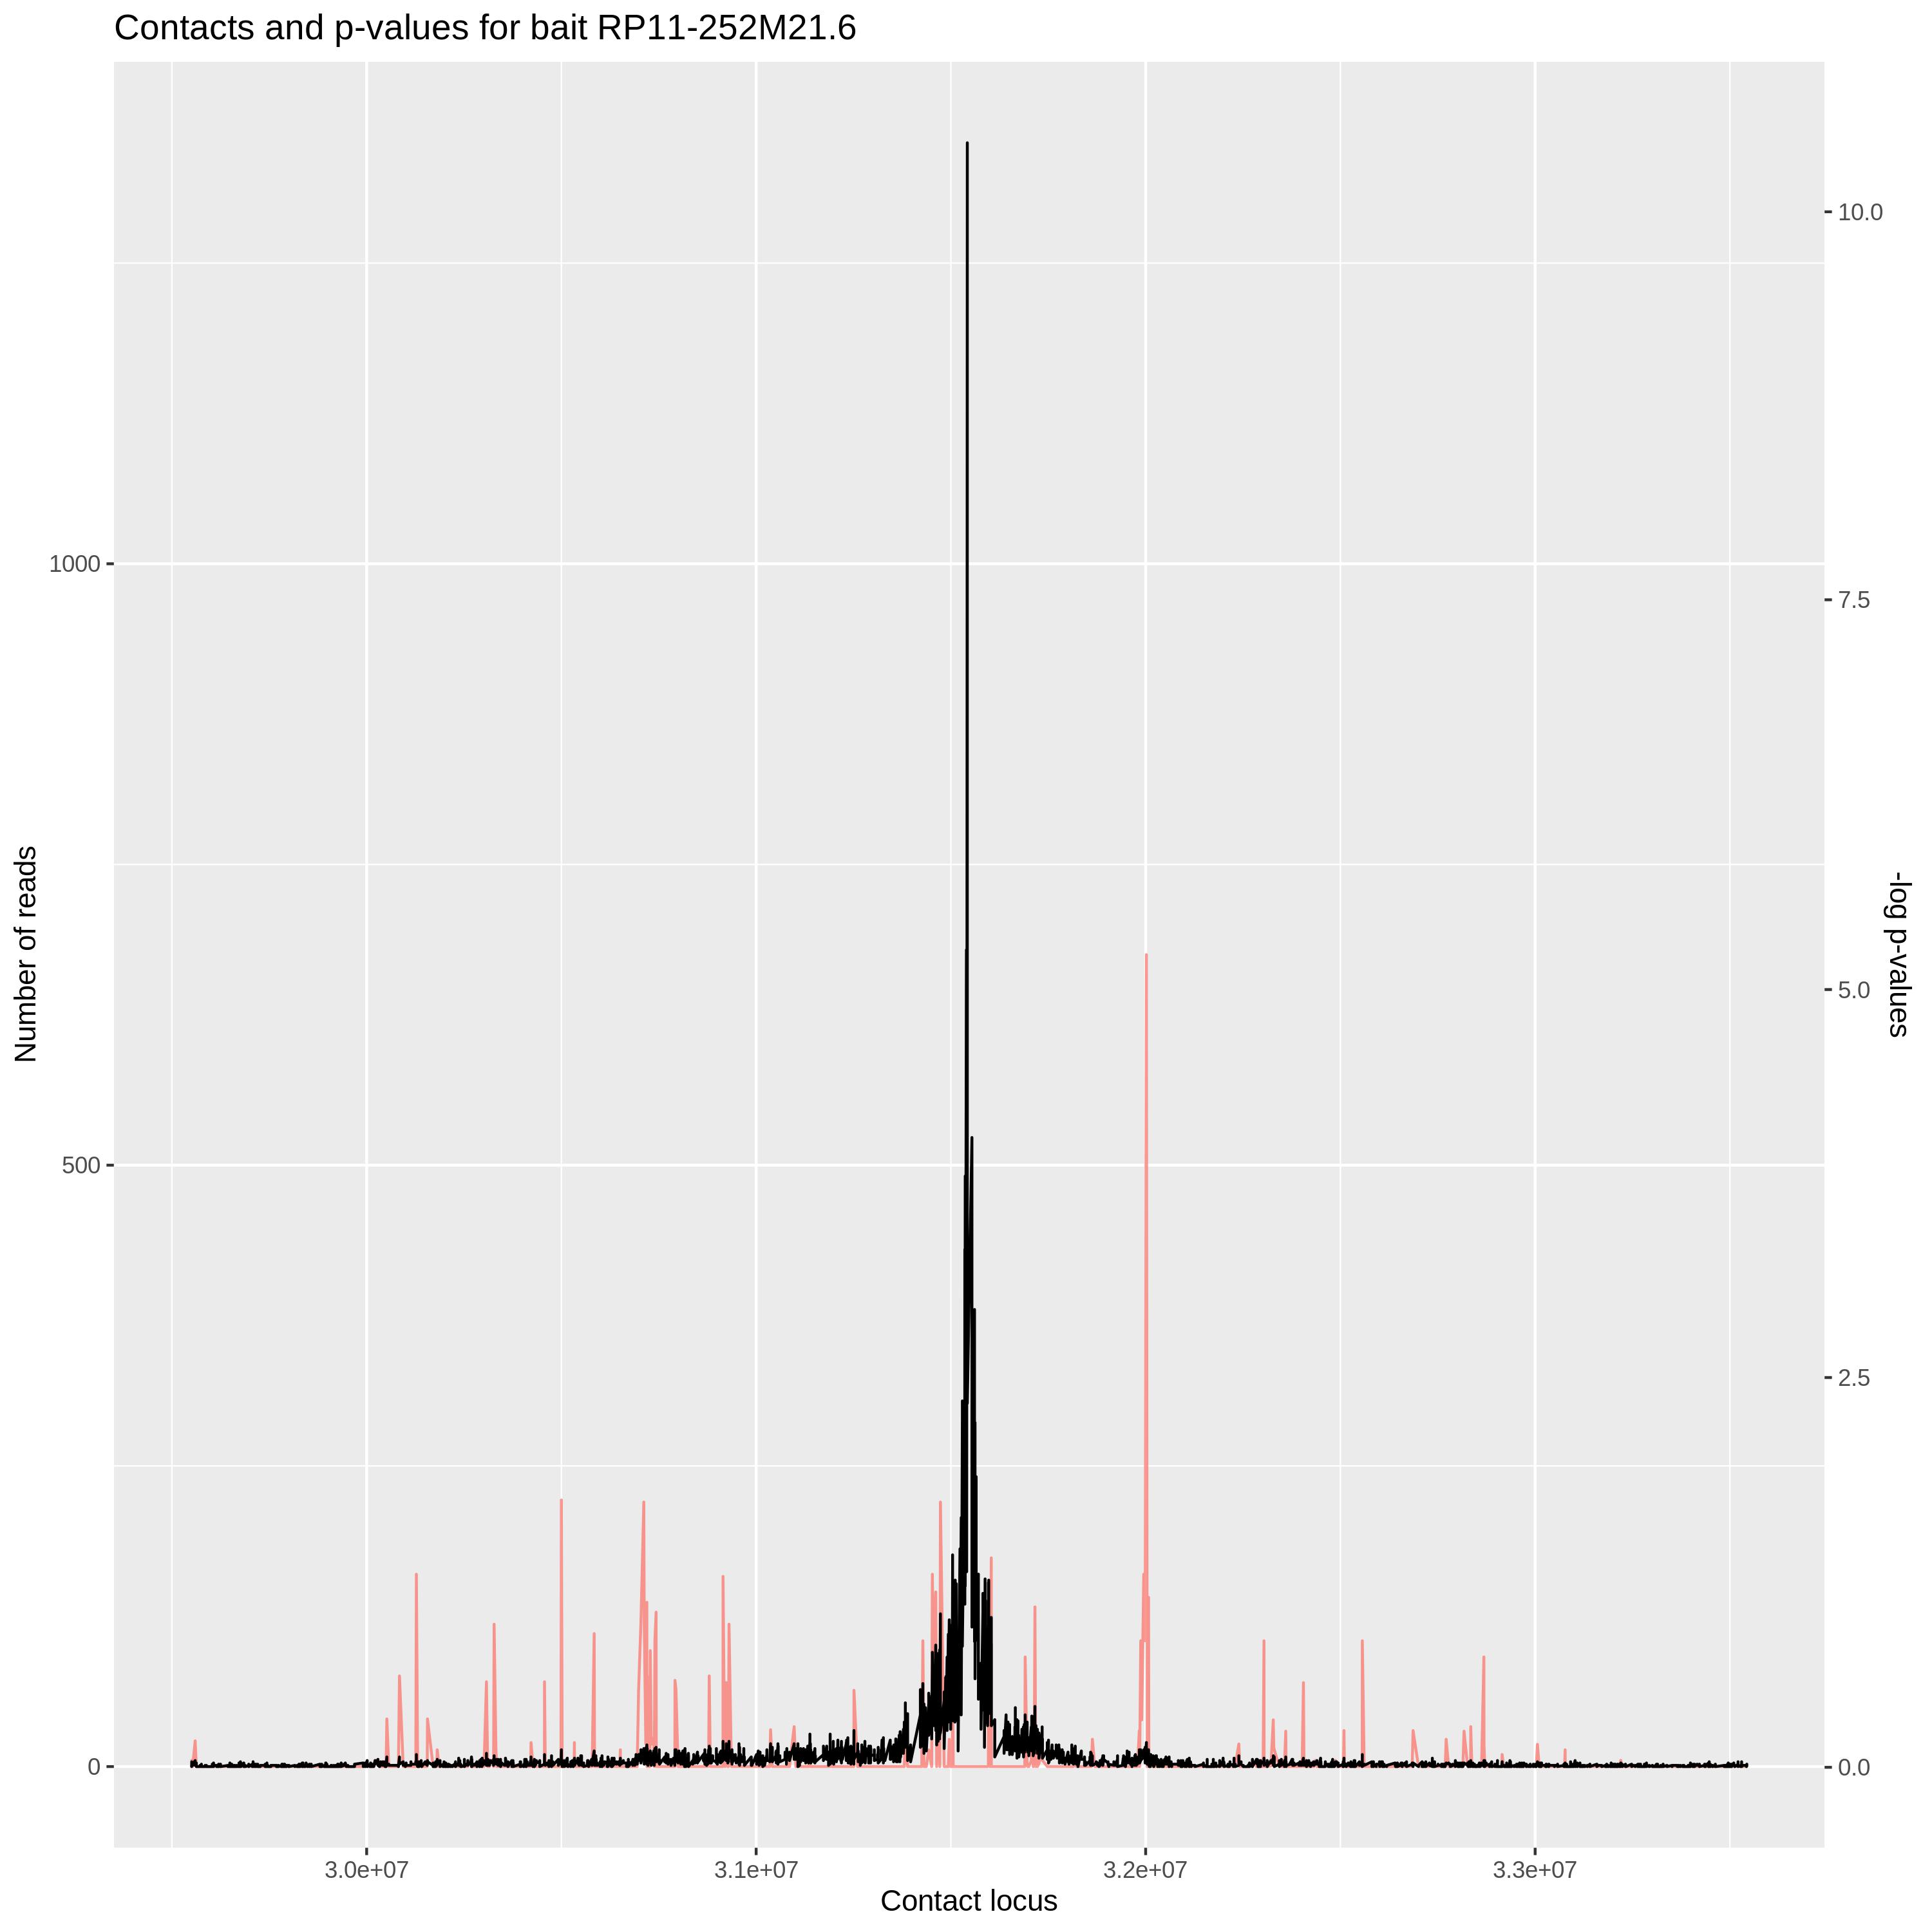 Contacts and p-values for bait RP11-252M21.6
10.0
1000
7.5
Number of reads
-log p-values
5.0
500
2.5
0
0.0
3.0e+07
3.1e+07
3.2e+07
3.3e+07
Contact locus